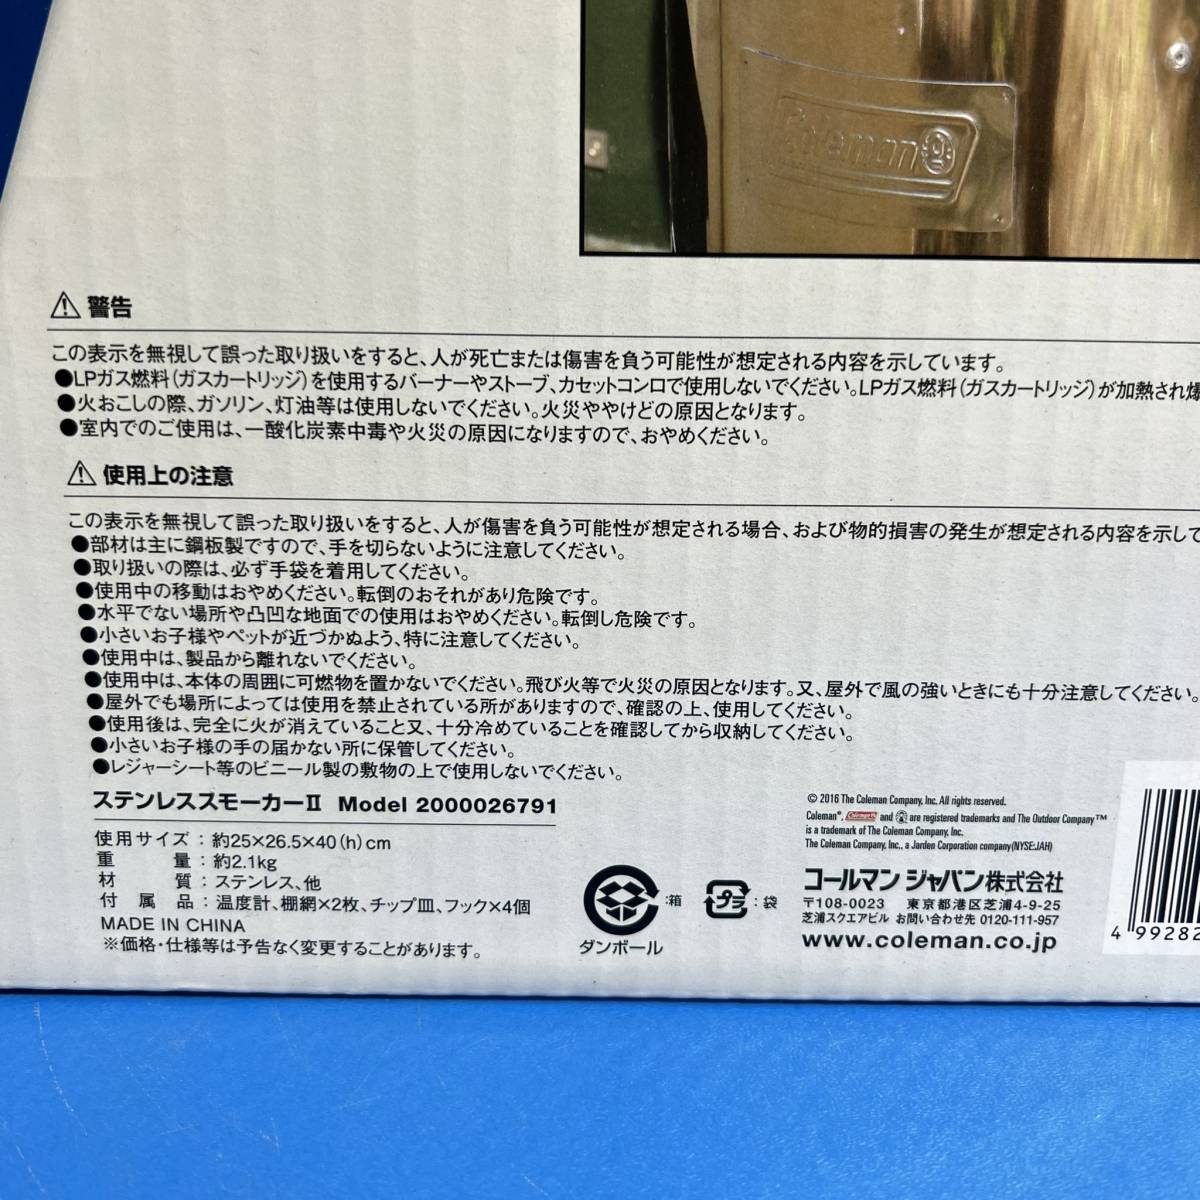 Coleman
警告
この表示を無視して誤った取り扱いをすると、人が死亡または傷害を負う可能性が想定される内容を示しています。
●LPガス燃料(ガスカートリッジ)を使用するバーナーやストーブ、カセットコンロで使用しないでください。LPガス燃料(ガスカートリッジ)が加熱され爆
●火おこしの際、ガソリン、灯油等は使用しないでください。火災ややけどの原因となります。
●室内でのご使用は、一酸化炭素中毒や火災の原因になりますので、おやめください。
使用上の注意
この表示を無視して誤った取り扱いをすると、人が傷害を負う可能性が想定される場合、および物的損害の発生が想定される内容を示して
●部材は主に鋼板製ですので、手を切らないように注意してください。
●取り扱いの際は、必ず手袋を着用してください。
●使用中の移動はおやめください。転倒のおそれがあり危険です。
●水平でない場所や凸凹な地面での使用はおやめください。転倒し危険です。
●小さいお子様やペットが近づかぬよう、特に注意してください。
●使用中は、製品から離れないでください。
●使用中は、本体の周囲に可燃物を置かないでください。飛び火等で火災の原因となります。又、屋外で風の強いときにも十分注意してください。
●屋外でも場所によっては使用を禁止されている所がありますので、確認の上、使用してください。
●使用後は、完全に火が消えていること又、十分冷めていることを確認してから収納してください。
●小さいお子様の手の届かない所に保管してください。
●レジャーシート等のビニール製の敷物の上で使用しないでください。
ステンレススモーカーII Model 2000026791
使用サイズ:約25×26.5×40(h)cm
重 量:約2.1kg
材 質:ステンレス、他
付 属 品:温度計、棚網×2枚、チップ皿、フック×4個
MADE IN CHINA
※価格・仕様等は予告なく変更することがあります。
:箱
ダンボール
プラ
:袋
© 2016 The Coleman Company, Inc. All rights reserved.
Coleman®, Coleman and are registered trademarks and The Outdoor Company™
is a trademark of The Coleman Company, Inc.
The Coleman Company, Inc., a Jarden Corporation company(NYSE:JAH)
コールマン ジャパン株式会社
〒108-0023 東京都港区芝浦4-9-25
芝浦スクエアビル お問い合わせ先 0120-111-957
www.coleman.co.jp
4 99282